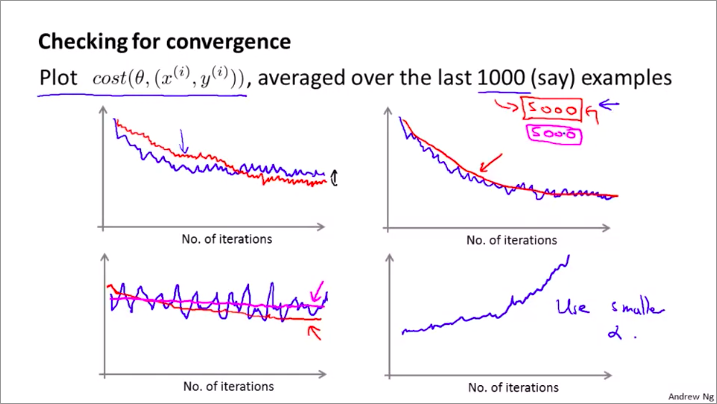 Checking for convergence
Plot cost(θ, (x^{(i)}, y^{(i)})), averaged over the last 1000 (say) examples
5000
5000
No. of iterations
No. of iterations
Use smaller
α.
No. of iterations
No. of iterations
Andrew Ng